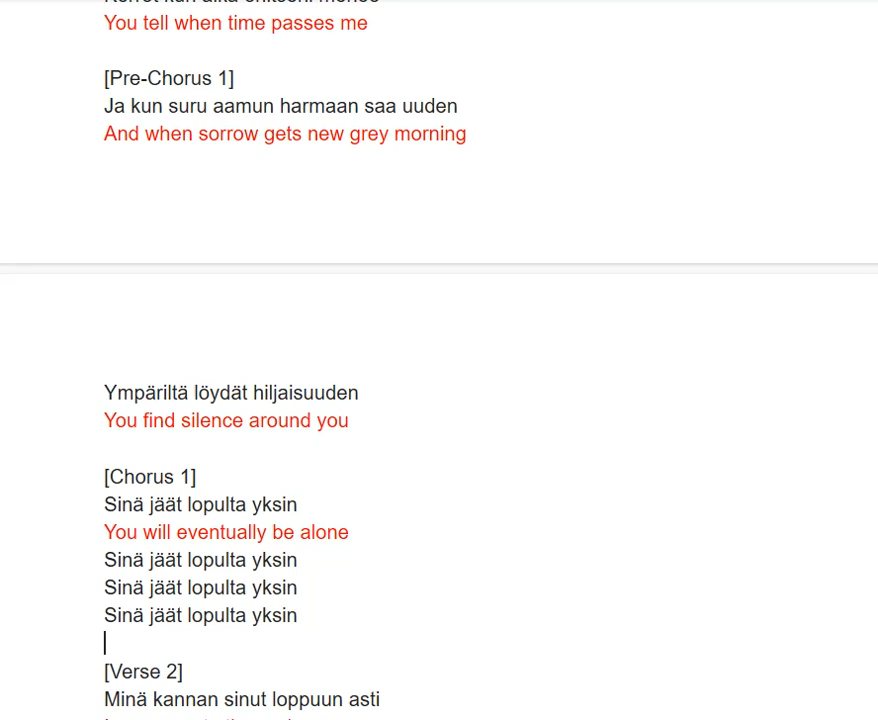 You tell when time passes me
[Pre-Chorus 1]
Ja kun suru aamun harmaan saa uuden
And when sorrow gets new grey morning
Ympäriltä löydät hiljaisuuden
You find silence around you
[Chorus 1]
Sinä jäät lopulta yksin
You will eventually be alone
Sinä jäät lopulta yksin
Sinä jäät lopulta yksin
Sinä jäät lopulta yksin
[Verse 2]
Minä kannan sinut loppuun asti